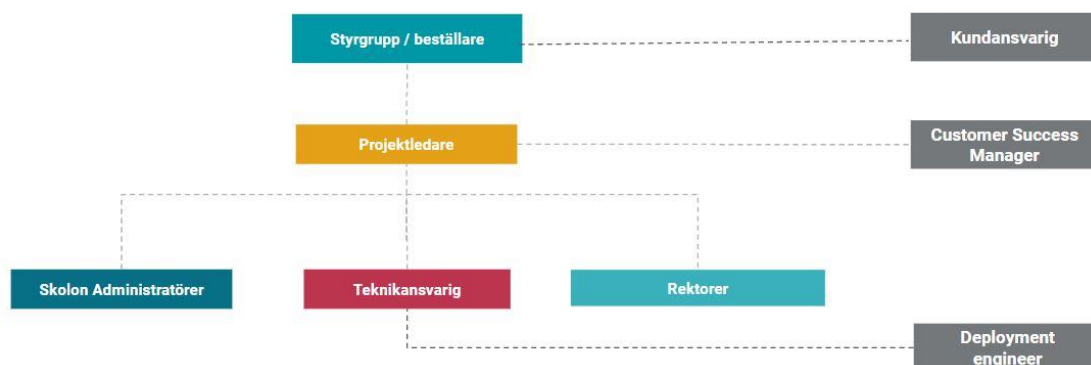 Styrgrupp / beställare
Kundansvarig
Projektledare
Customer Success
Manager
Skolon Administratörer
Teknikansvarig
Rektorer
Deployment
engineer